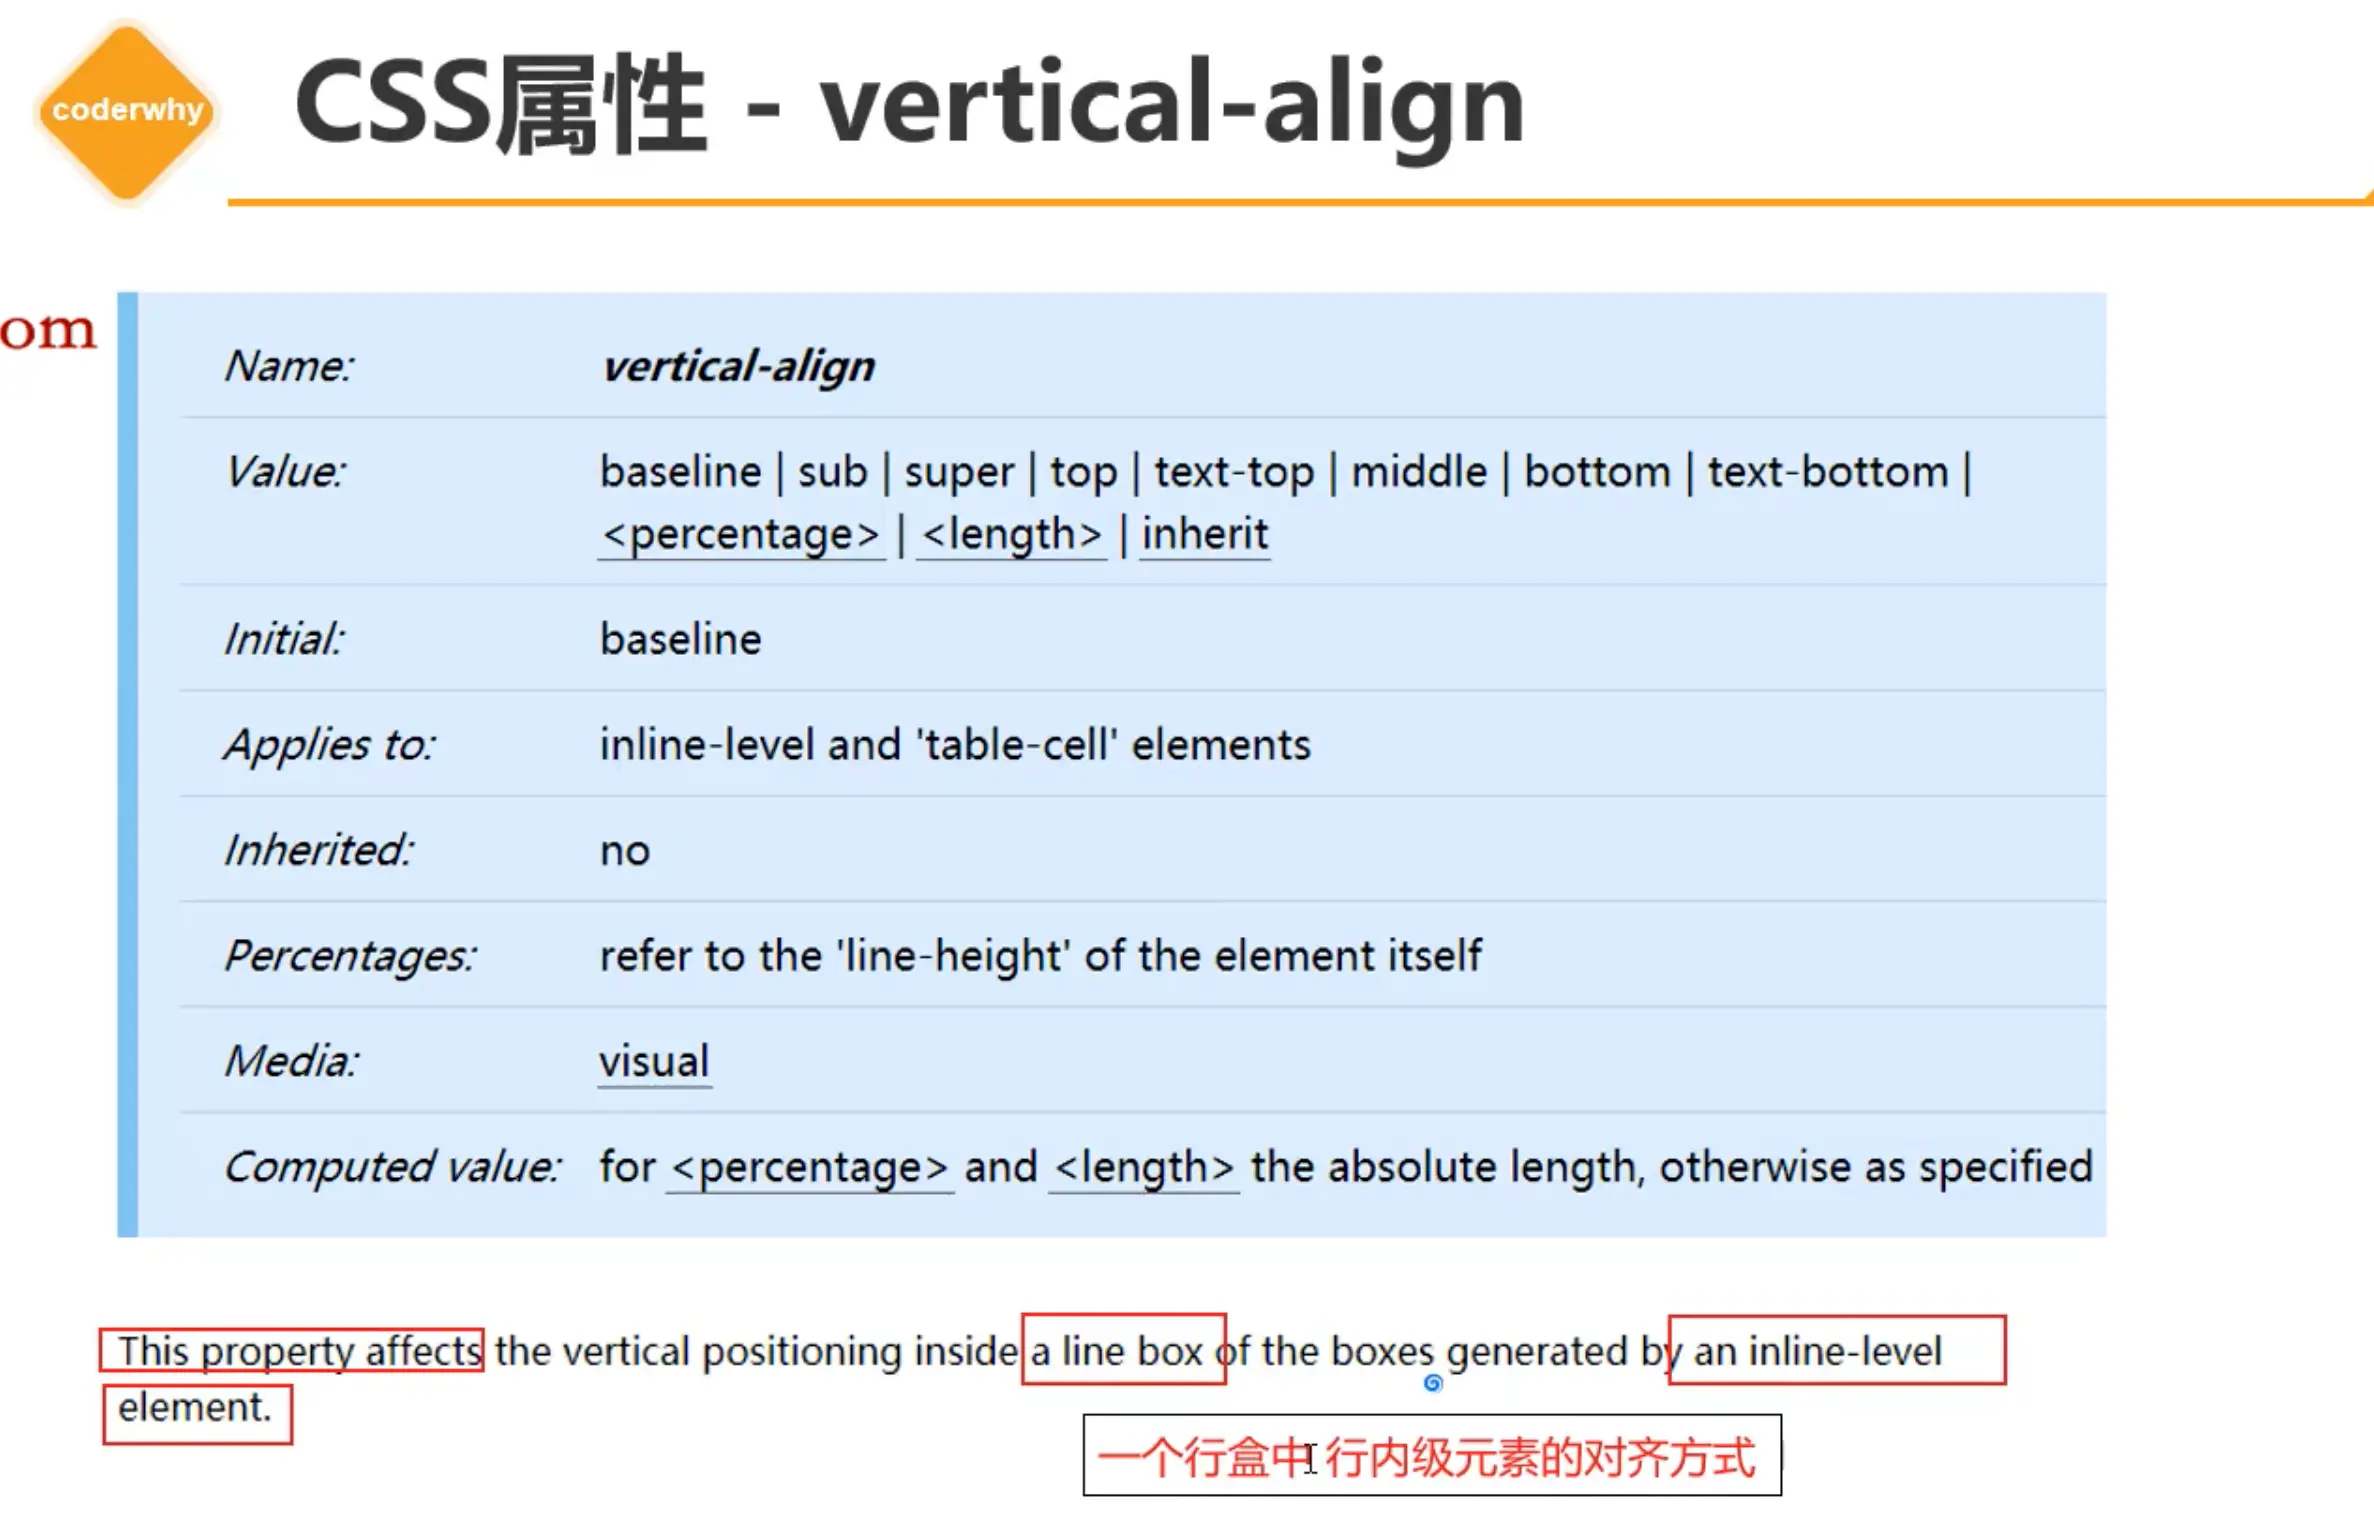 coderwhy
CSS属性 - vertical-align
om
Name: vertical-align
Value: baseline | sub | super | top | text-top | middle | bottom | text-bottom |
<percentage> | <length> | inherit
Initial: baseline
Applies to: inline-level and 'table-cell' elements
Inherited: no
Percentages: refer to the 'line-height' of the element itself
Media: visual
Computed value: for <percentage> and <length> the absolute length, otherwise as specified
This property affects the vertical positioning inside a line box of the boxes generated by an inline-level
element.
一个行盒中 行内级元素的对齐方式